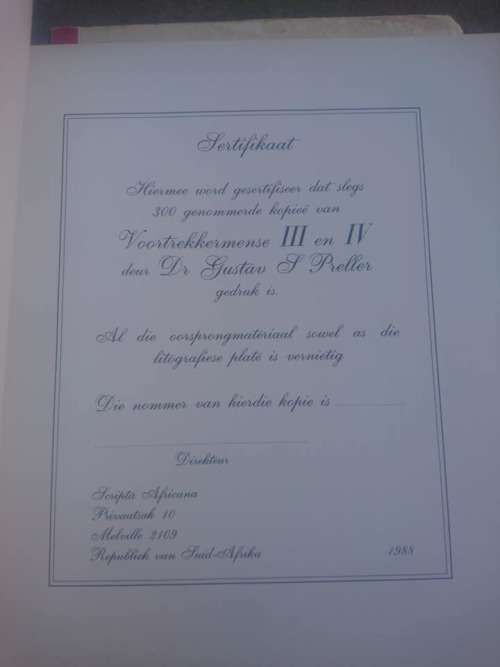 Sertifikaat
Hiermee word gesertifiseer dat slegs
300 genommerde kopieë van
Voortrekkermense III en IV
deur Dr Gustav S Preller
gedruk is.
Al die oorsprongmateriaal sowel as die
litografiese plate is vernietig
Die nommer van hierdie kopie is
Direkteur
Scripta Africana
Privaatsak 10
Melville 2109
Republiek van Suid-Afrika
1988